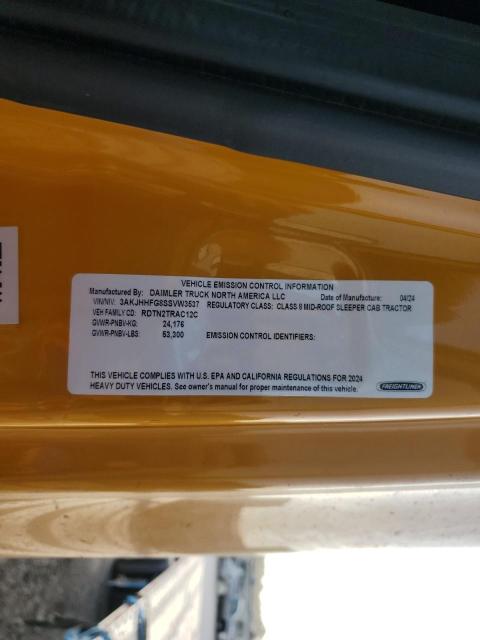 VEHICLE EMISSION CONTROL INFORMATION
Manufactured By: DAIMLER TRUCK NORTH AMERICA LLC Date of Manufacture: 04/24
VIN/NIV: 3AKJHHFG8SSVW3537 REGULATORY CLASS: CLASS 8 MID-ROOF SLEEPER CAB TRACTOR
VEH FAMILY CD: RDTN2TRAC12C
GVWR-PNBV-KG: 24,176
GVWR-PNBV-LBS: 53,300 EMISSION CONTROL IDENTIFIERS:
THIS VEHICLE COMPLIES WITH U.S. EPA AND CALIFORNIA REGULATIONS FOR 2024
HEAVY DUTY VEHICLES. See owner's manual for proper maintenance of this vehicle.
FREIGHTLINER